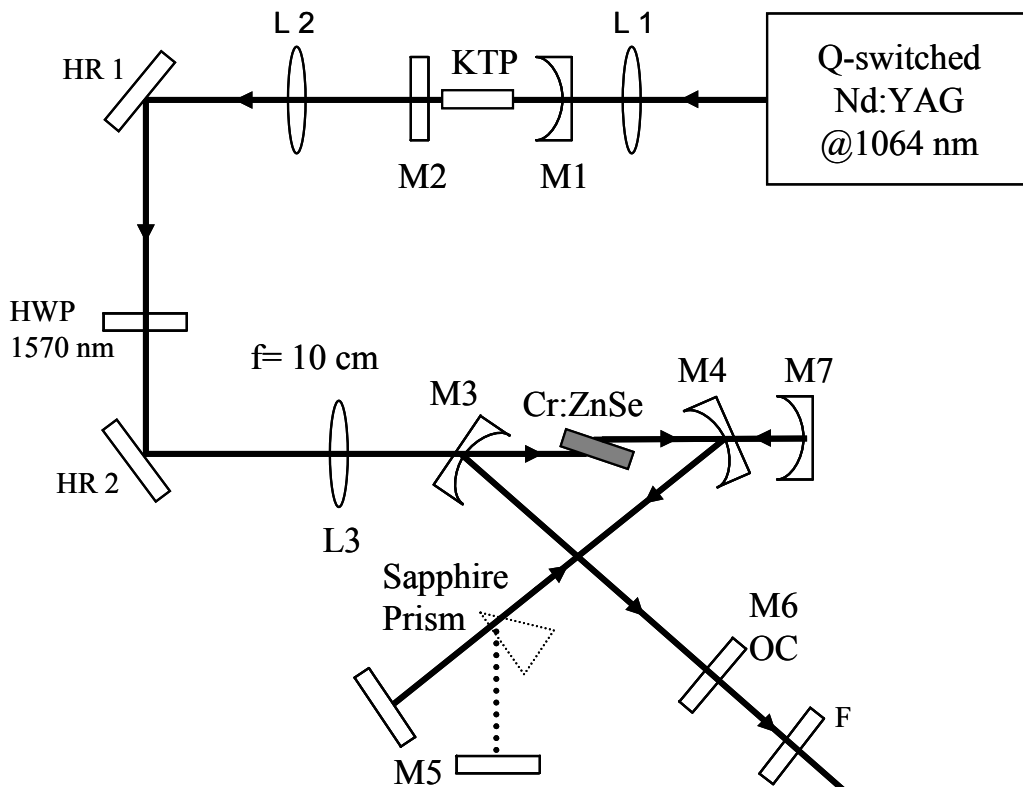 L 2
L 1
HR 1
KTP
Q-switched
Nd:YAG
@1064 nm
M2
M1
HWP
1570 nm
f= 10 cm
M3
Cr:ZnSe
M4
M7
HR 2
L3
Sapphire
Prism
M6
OC
F
M5